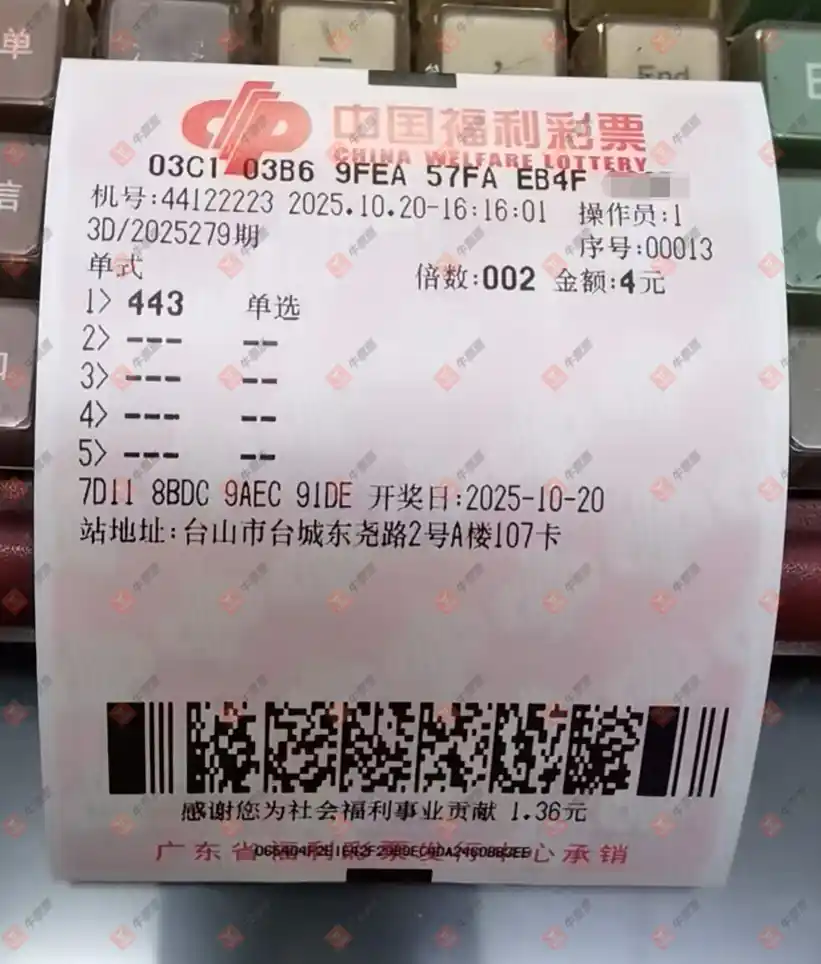 单
End
信
中国福利彩票
CHINA WELFARE LOTTERY
03C1 03B6 9FEA 57FA EB4F
机号:44122223 2025.10.20-16:16:01 操作员:1
3D/2025279期 序号:00013
单式 倍数:002 金额:4元
1> 443 单选
2> --- --
3> --- --
4> --- --
5> --- --
7D11 8BDC 9AEC 91DE 开奖日:2025-10-20
站地址:台山市台城东尧路2号A楼107卡
感谢您为社会福利事业贡献 1.36元
广东省福利彩票发行中心承销